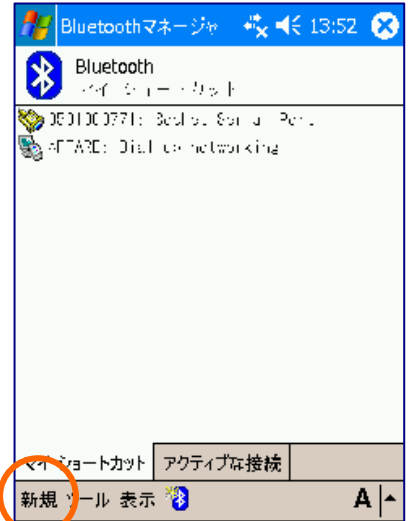 Bluetoothマネージャ 13:52
Bluetooth
マイ ショートカット
Dial up networking
マイ ショートカット アクティブな接続
新規 ツール 表示 A